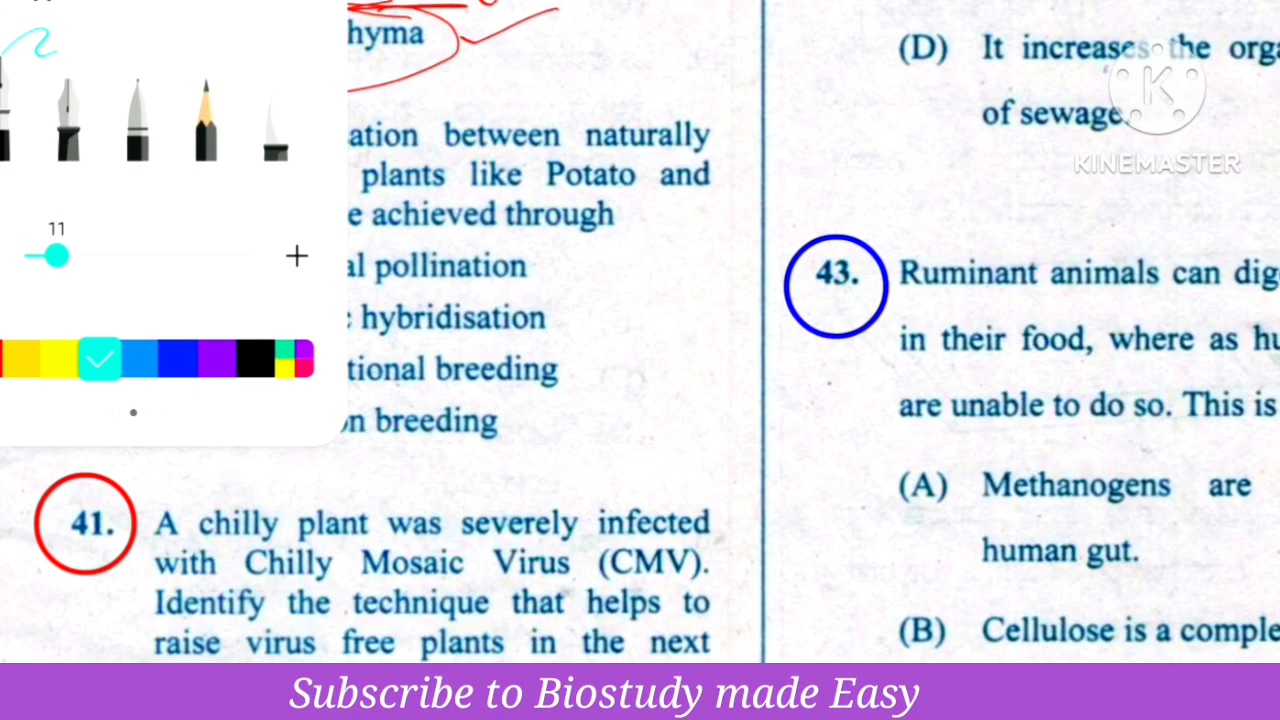 hyma
ation between naturally
plants like Potato and
e achieved through
al pollination
hybridisation
tional breeding
on breeding
11
41. A chilly plant was severely infected
with Chilly Mosaic Virus (CMV).
Identify the technique that helps to
raise virus free plants in the next
(D) It increases the orga
of sewage.
43. Ruminant animals can dig
in their food, where as hu
are unable to do so. This is
(A) Methanogens are
human gut.
(B) Cellulose is a comple
K
KINEMASTER
Subscribe to Biostudy made Easy